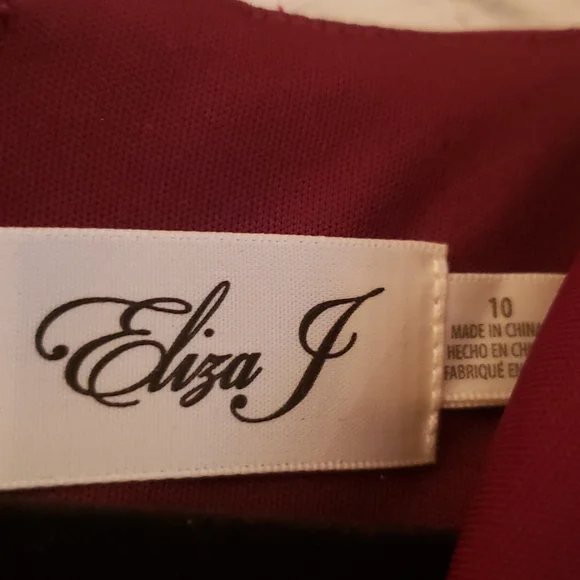 Eliza J
10
MADE IN CHINA
HECHO EN
FABRIQUÉ